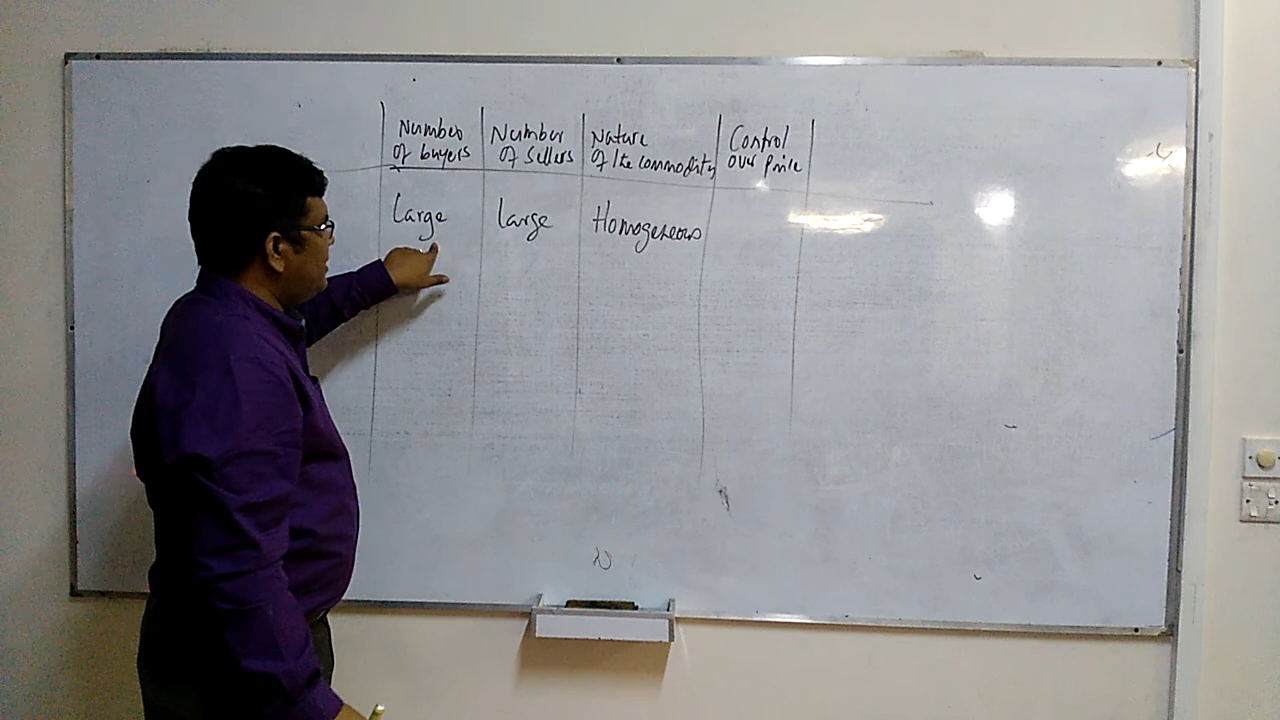 Number of buyers
Number of Sellers
Nature of the commodity
Control over price
Large
Large
Homogeneous